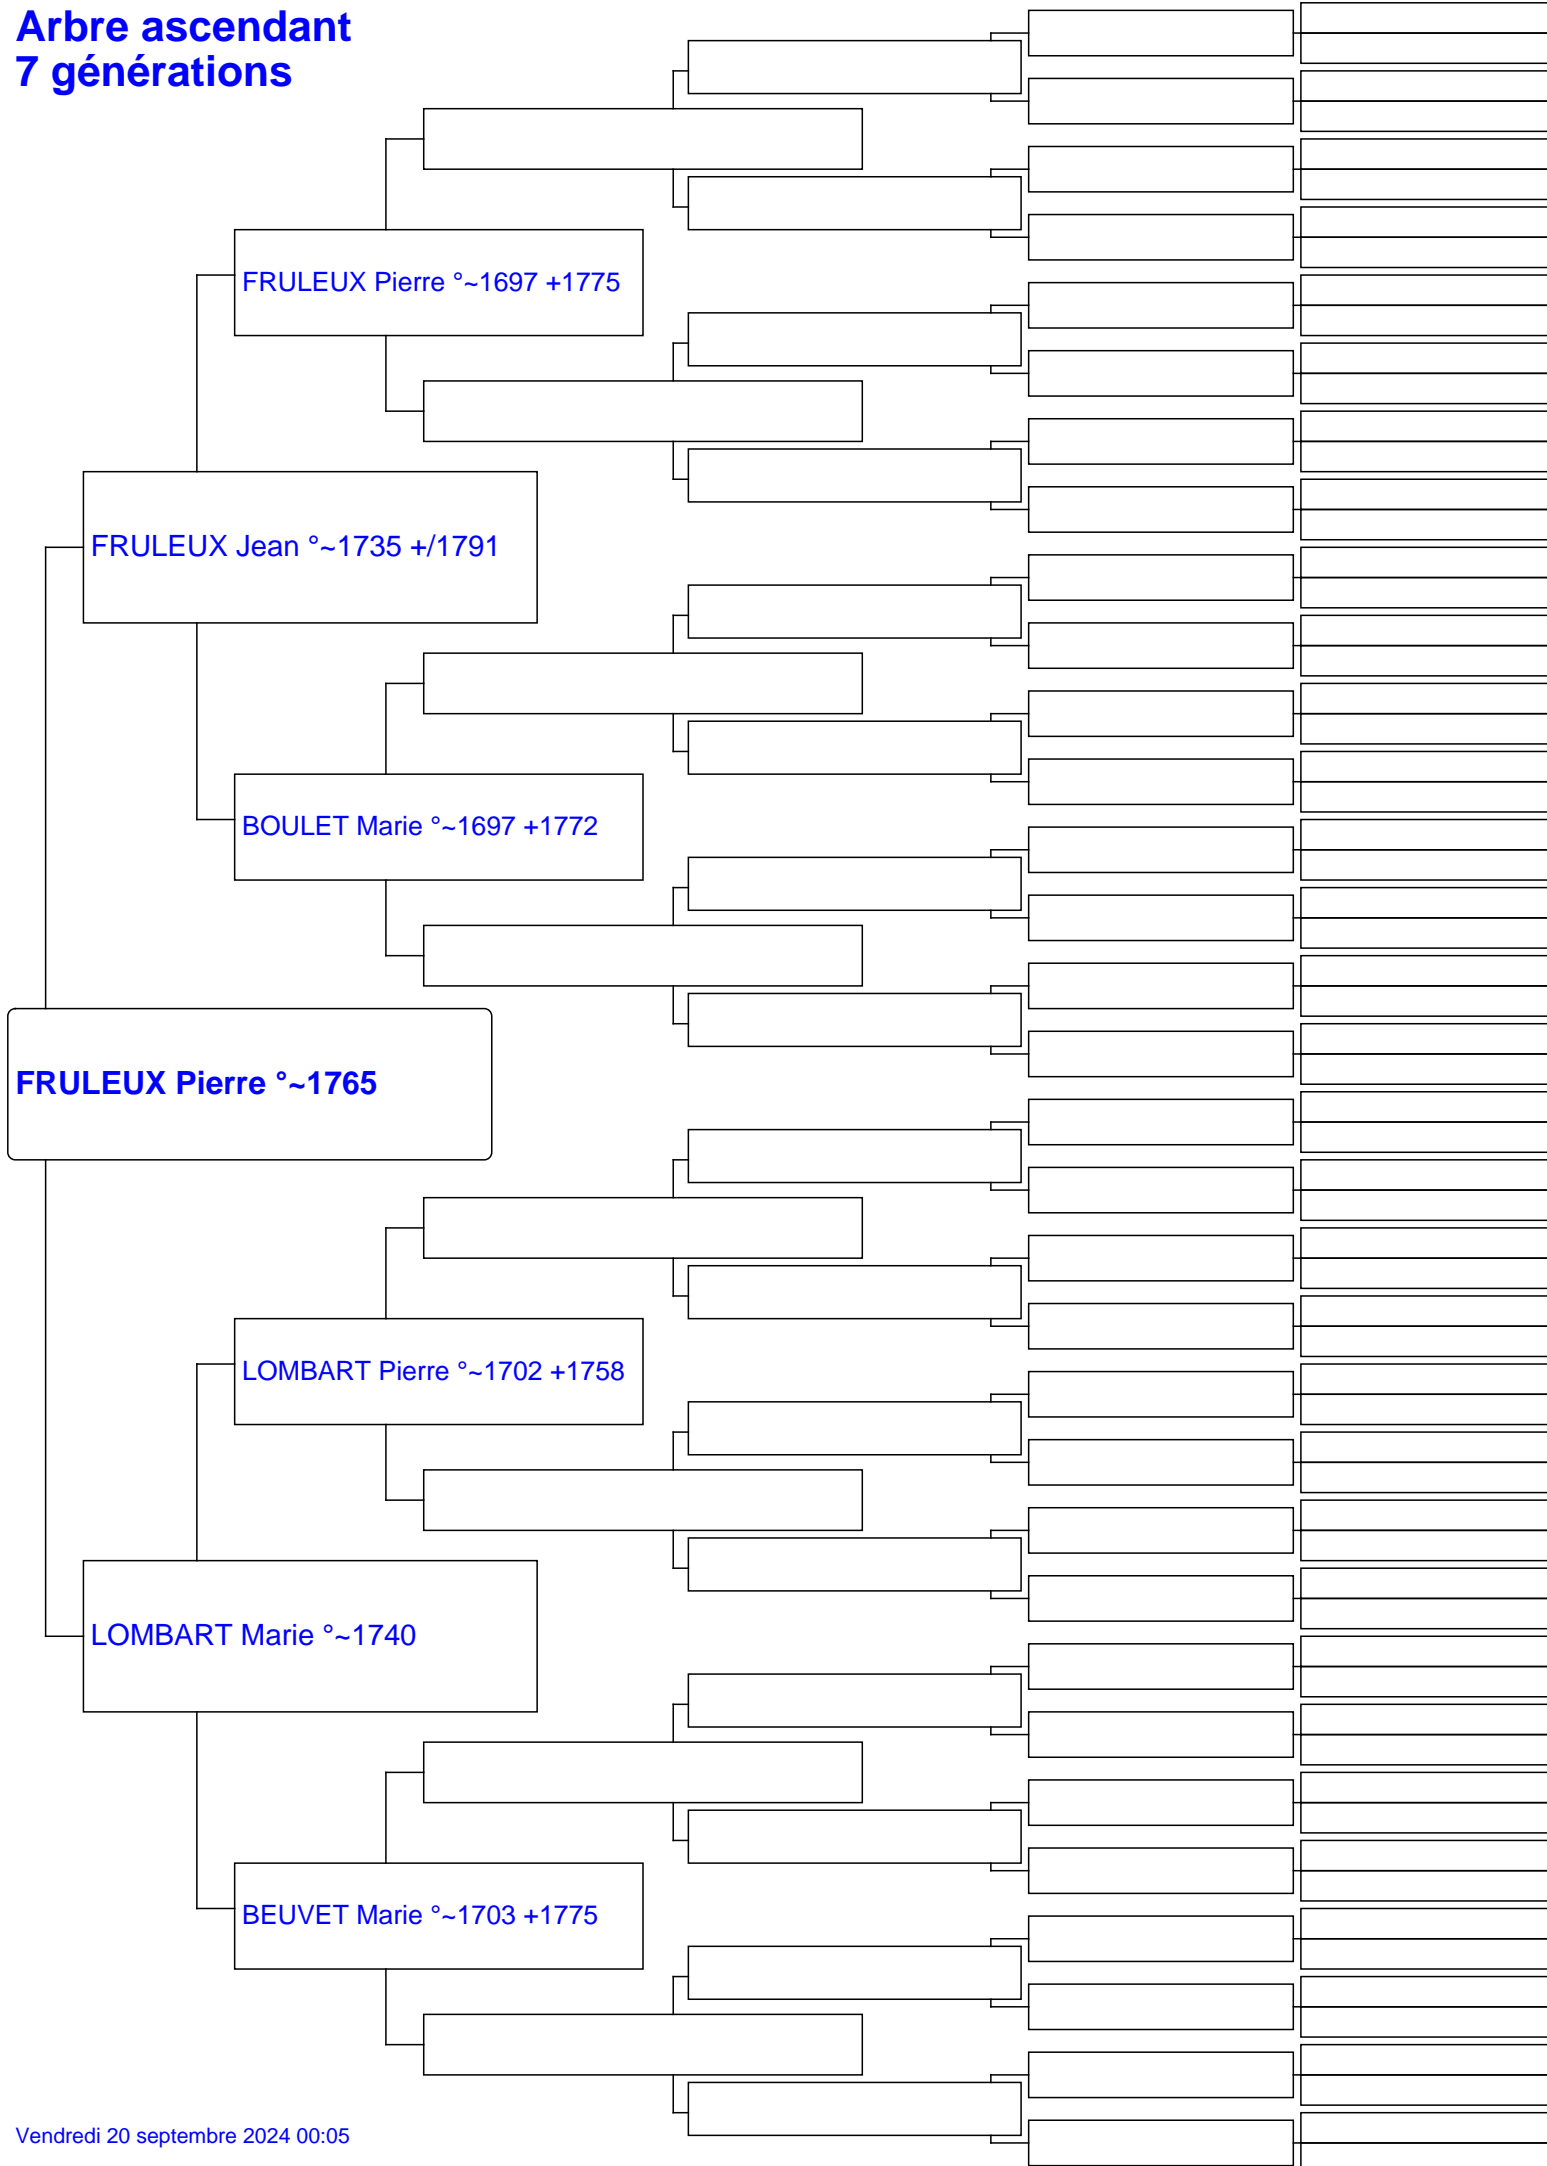 Arbre ascendant
7 générations
FRULEUX Pierre °~1697 +1775
FRULEUX Jean °~1735 +/1791
BOULET Marie °~1697 +1772
FRULEUX Pierre °~1765
LOMBART Pierre °~1702 +1758
LOMBART Marie °~1740
BEUVET Marie °~1703 +1775
Vendredi 20 septembre 2024 00:05